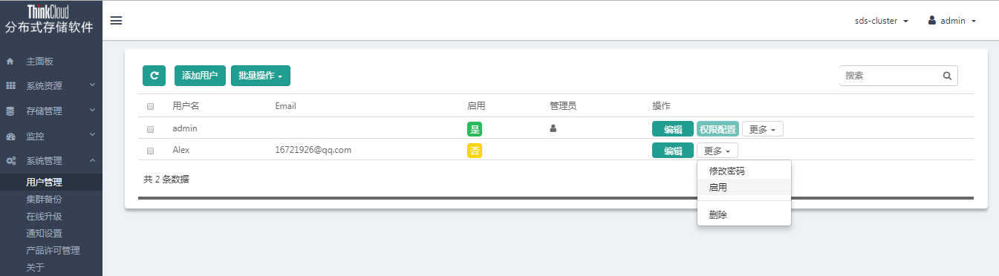 ThinkCloud
分布式存储软件
sds-cluster
admin
主面板
系统资源
存储管理
监控
系统管理
用户管理
集群备份
在线升级
通知设置
产品许可管理
关于
添加用户 批量操作 搜索
用户名 Email 启用 管理员 操作
admin 是 编辑 权限配置 更多
Alex 16721926@qq.com 否 编辑 更多
修改密码
启用
删除
共 2 条数据